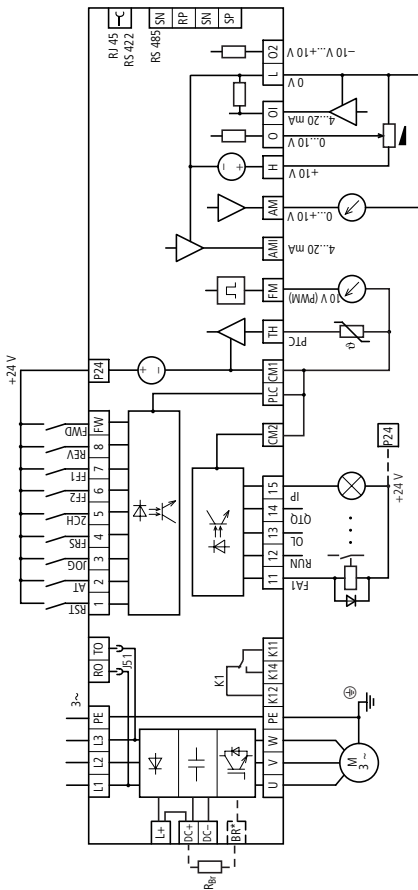 RJ 45
RS 422
RS 485
SN
RP
SN
SP
O2
−10 V...+10 V
L
0 V
OI
4...20 mA
O
0...10 V
H
+10 V
AM
0...+10 V
AMI
4...20 mA
FM
10 V (PWM)
TH
PTC
ϑ
CM1
PLC
CM2
+24 V
P24
+
−
+
−
FWD
FW
REV
8
FF1
7
FF2
6
2CH
5
FRS
4
JOG
3
AT
2
RST
1
15
IP
14
QTQ
13
OL
12
RUN
11
FA1
P24
+24 V
RO
TO
J51
K1
K11
K14
K12
3~
PE
L3
L2
L1
PE
W
V
U
M
3 ~
L+
DC+
DC−
BR*
RBr